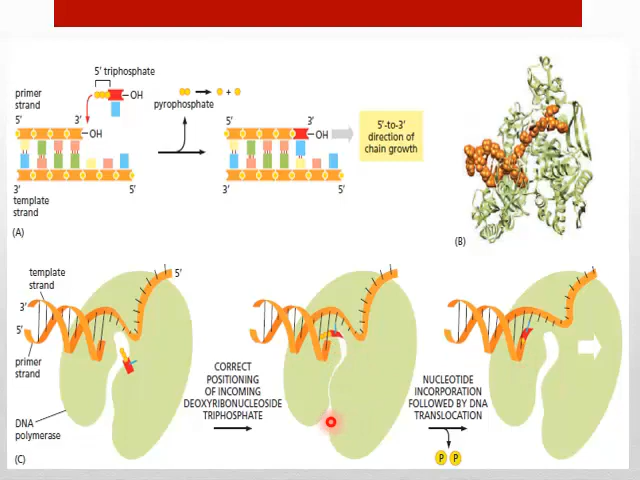 5' triphosphate
primer
strand
OH
5'
3'
OH
3'
5'
template
strand
pyrophosphate
+
5'
3'
OH
3'
5'
5'-to-3'
direction of
chain growth
(A)
(B)
template
strand
5'
3'
5'
primer
strand
DNA
polymerase
CORRECT
POSITIONING
OF INCOMING
DEOXYRIBONUCLEOSIDE
TRIPHOSPHATE
NUCLEOTIDE
INCORPORATION
FOLLOWED BY DNA
TRANSLOCATION
P P
(C)